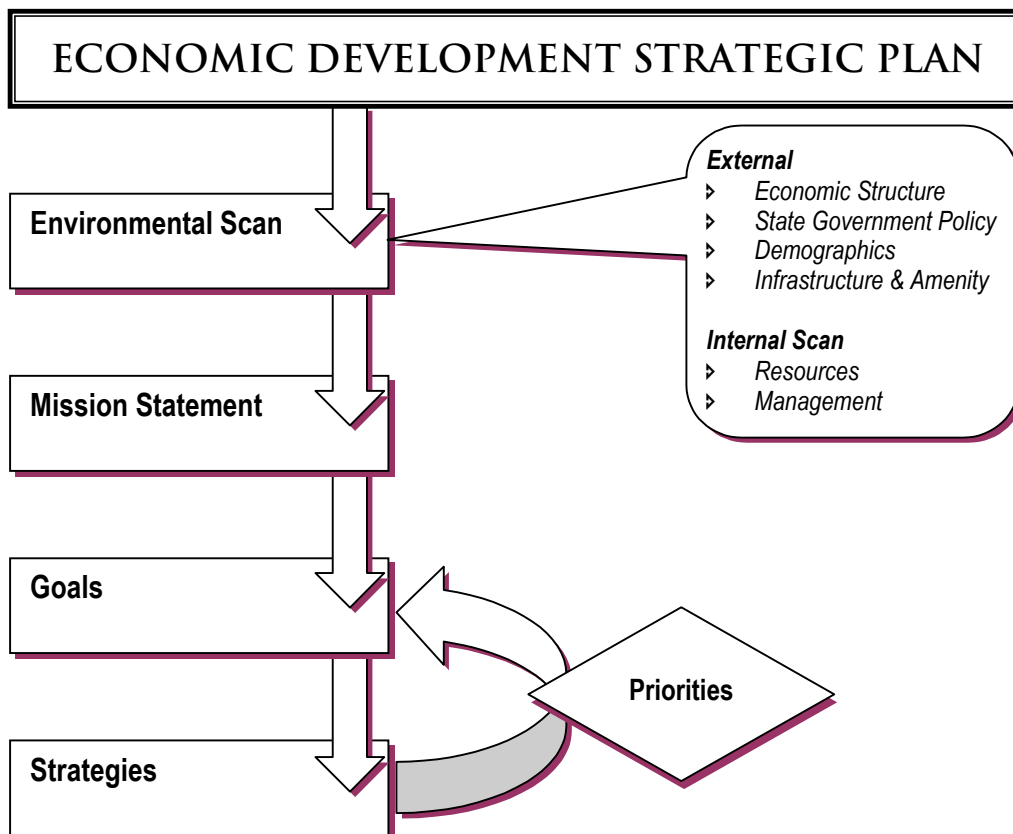 ECONOMIC DEVELOPMENT STRATEGIC PLAN
Environmental Scan
External
Economic Structure
State Government Policy
Demographics
Infrastructure & Amenity
Internal Scan
Resources
Management
Mission Statement
Goals
Priorities
Strategies